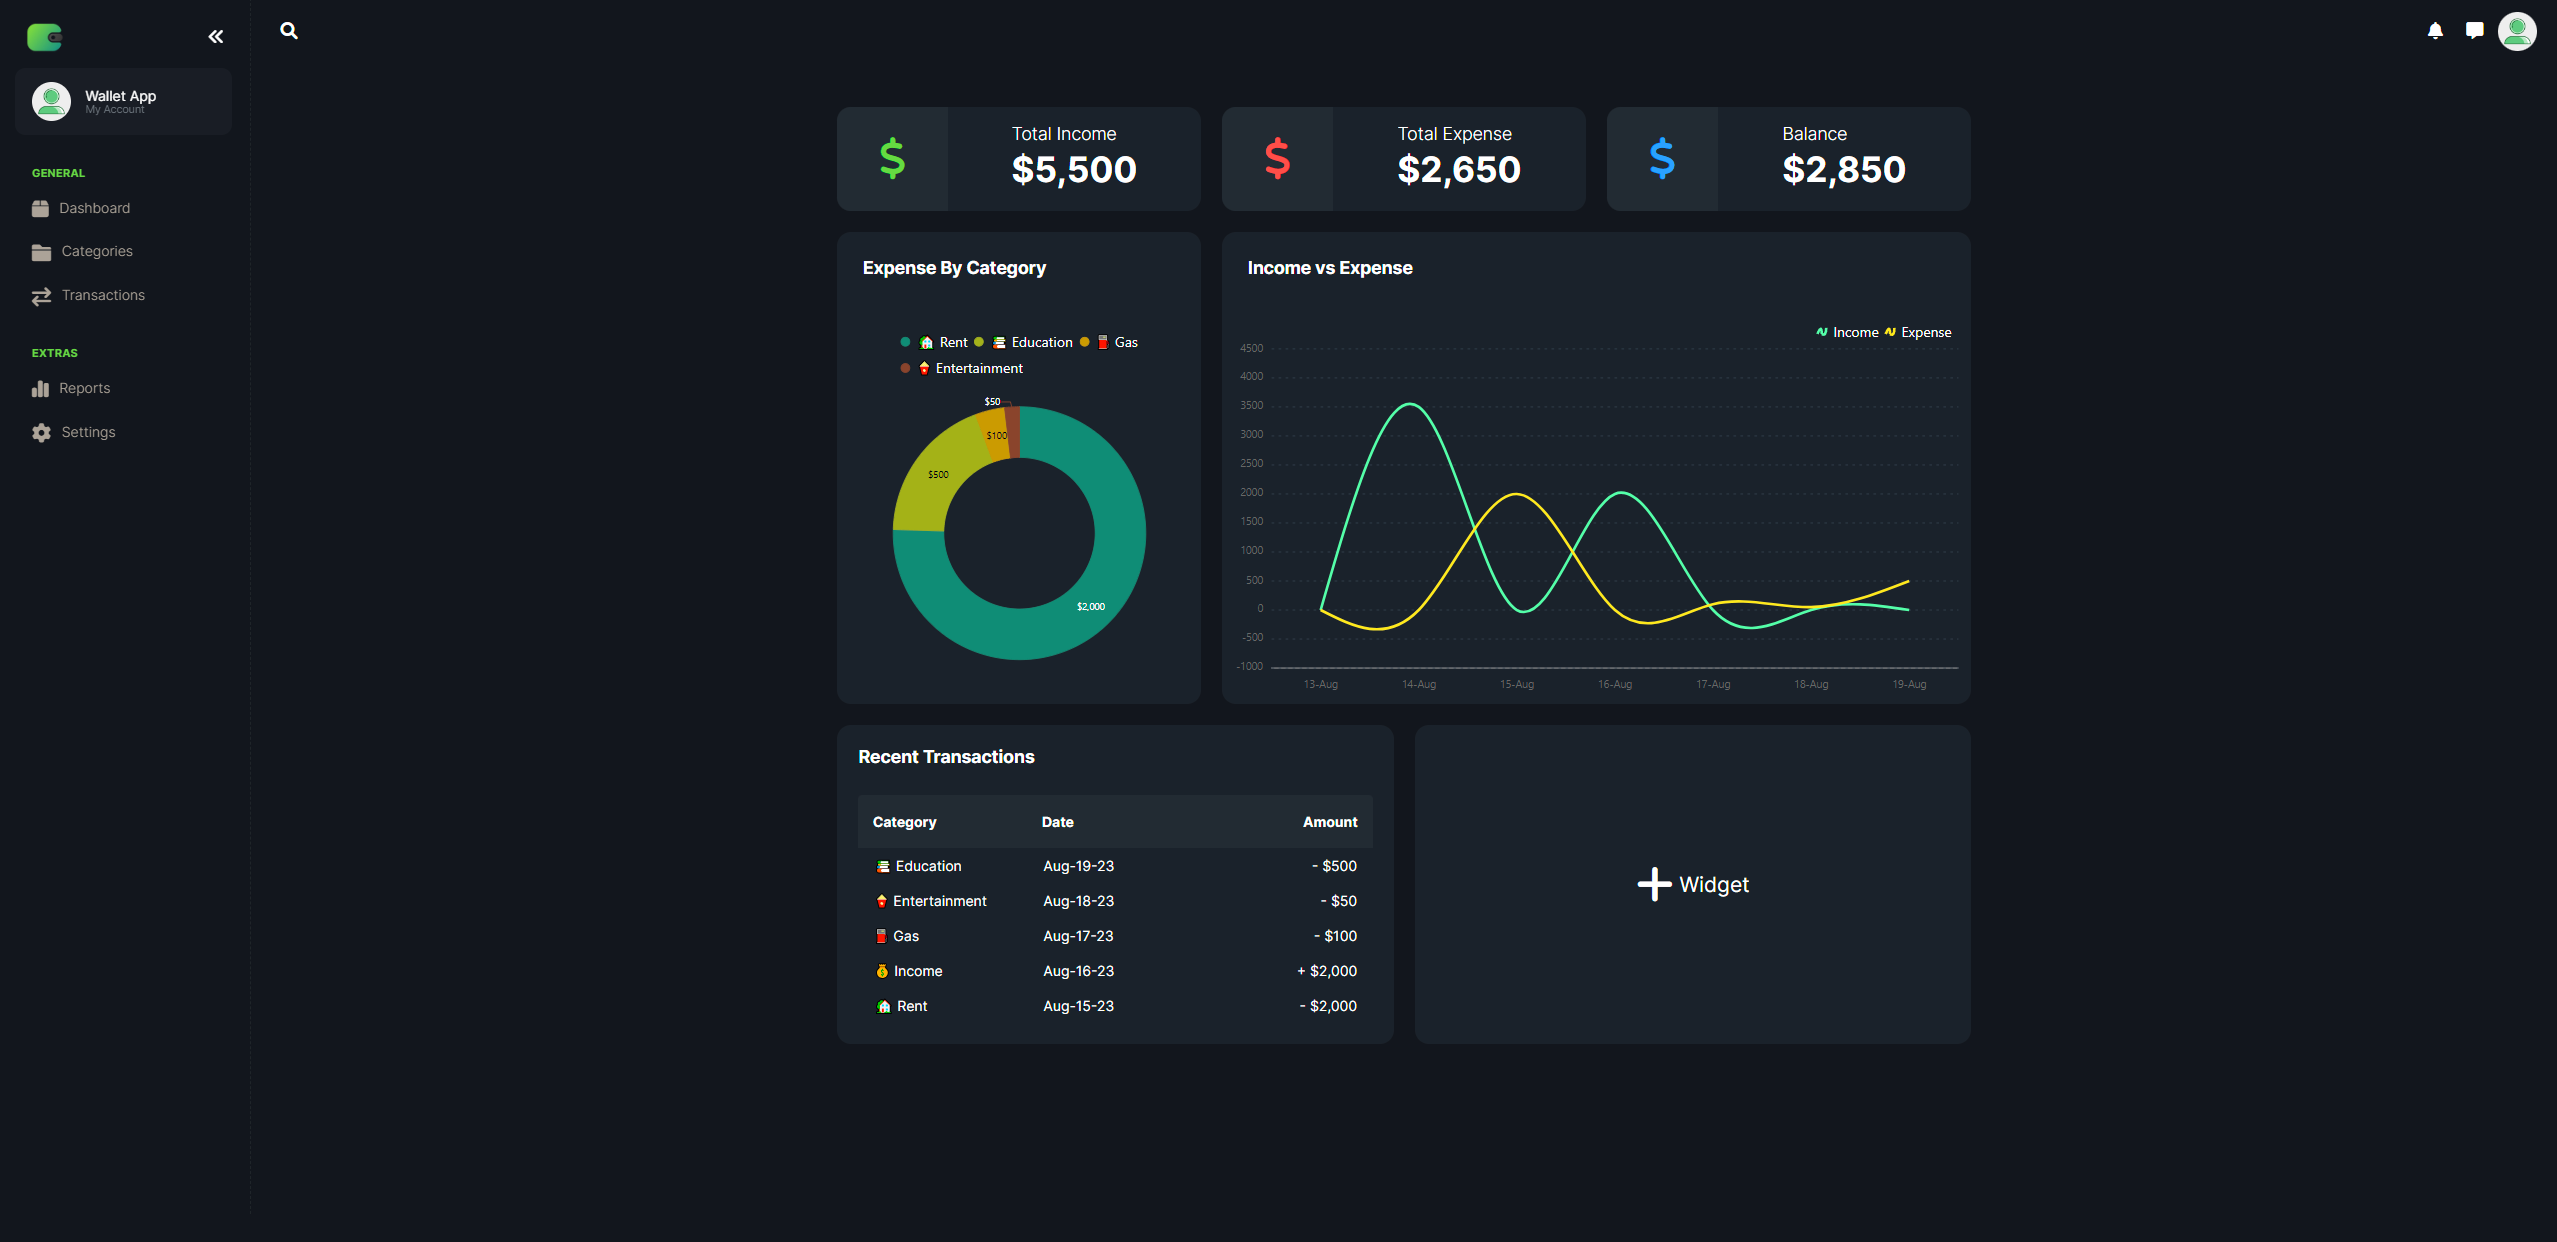 Wallet App
My Account
GENERAL
Dashboard
Categories
Transactions
EXTRAS
Reports
Settings
Total Income
$5,500
Total Expense
$2,650
Balance
$2,850
Expense By Category
Rent Education Gas
Entertainment
$50
$100
$500
$2,000
Income vs Expense
Income Expense
4500
4000
3500
3000
2500
2000
1500
1000
500
0
-500
-1000
13-Aug 14-Aug 15-Aug 16-Aug 17-Aug 18-Aug 19-Aug
Recent Transactions
Category Date Amount
Education Aug-19-23 - $500
Entertainment Aug-18-23 - $50
Gas Aug-17-23 - $100
Income Aug-16-23 + $2,000
Rent Aug-15-23 - $2,000
Widget